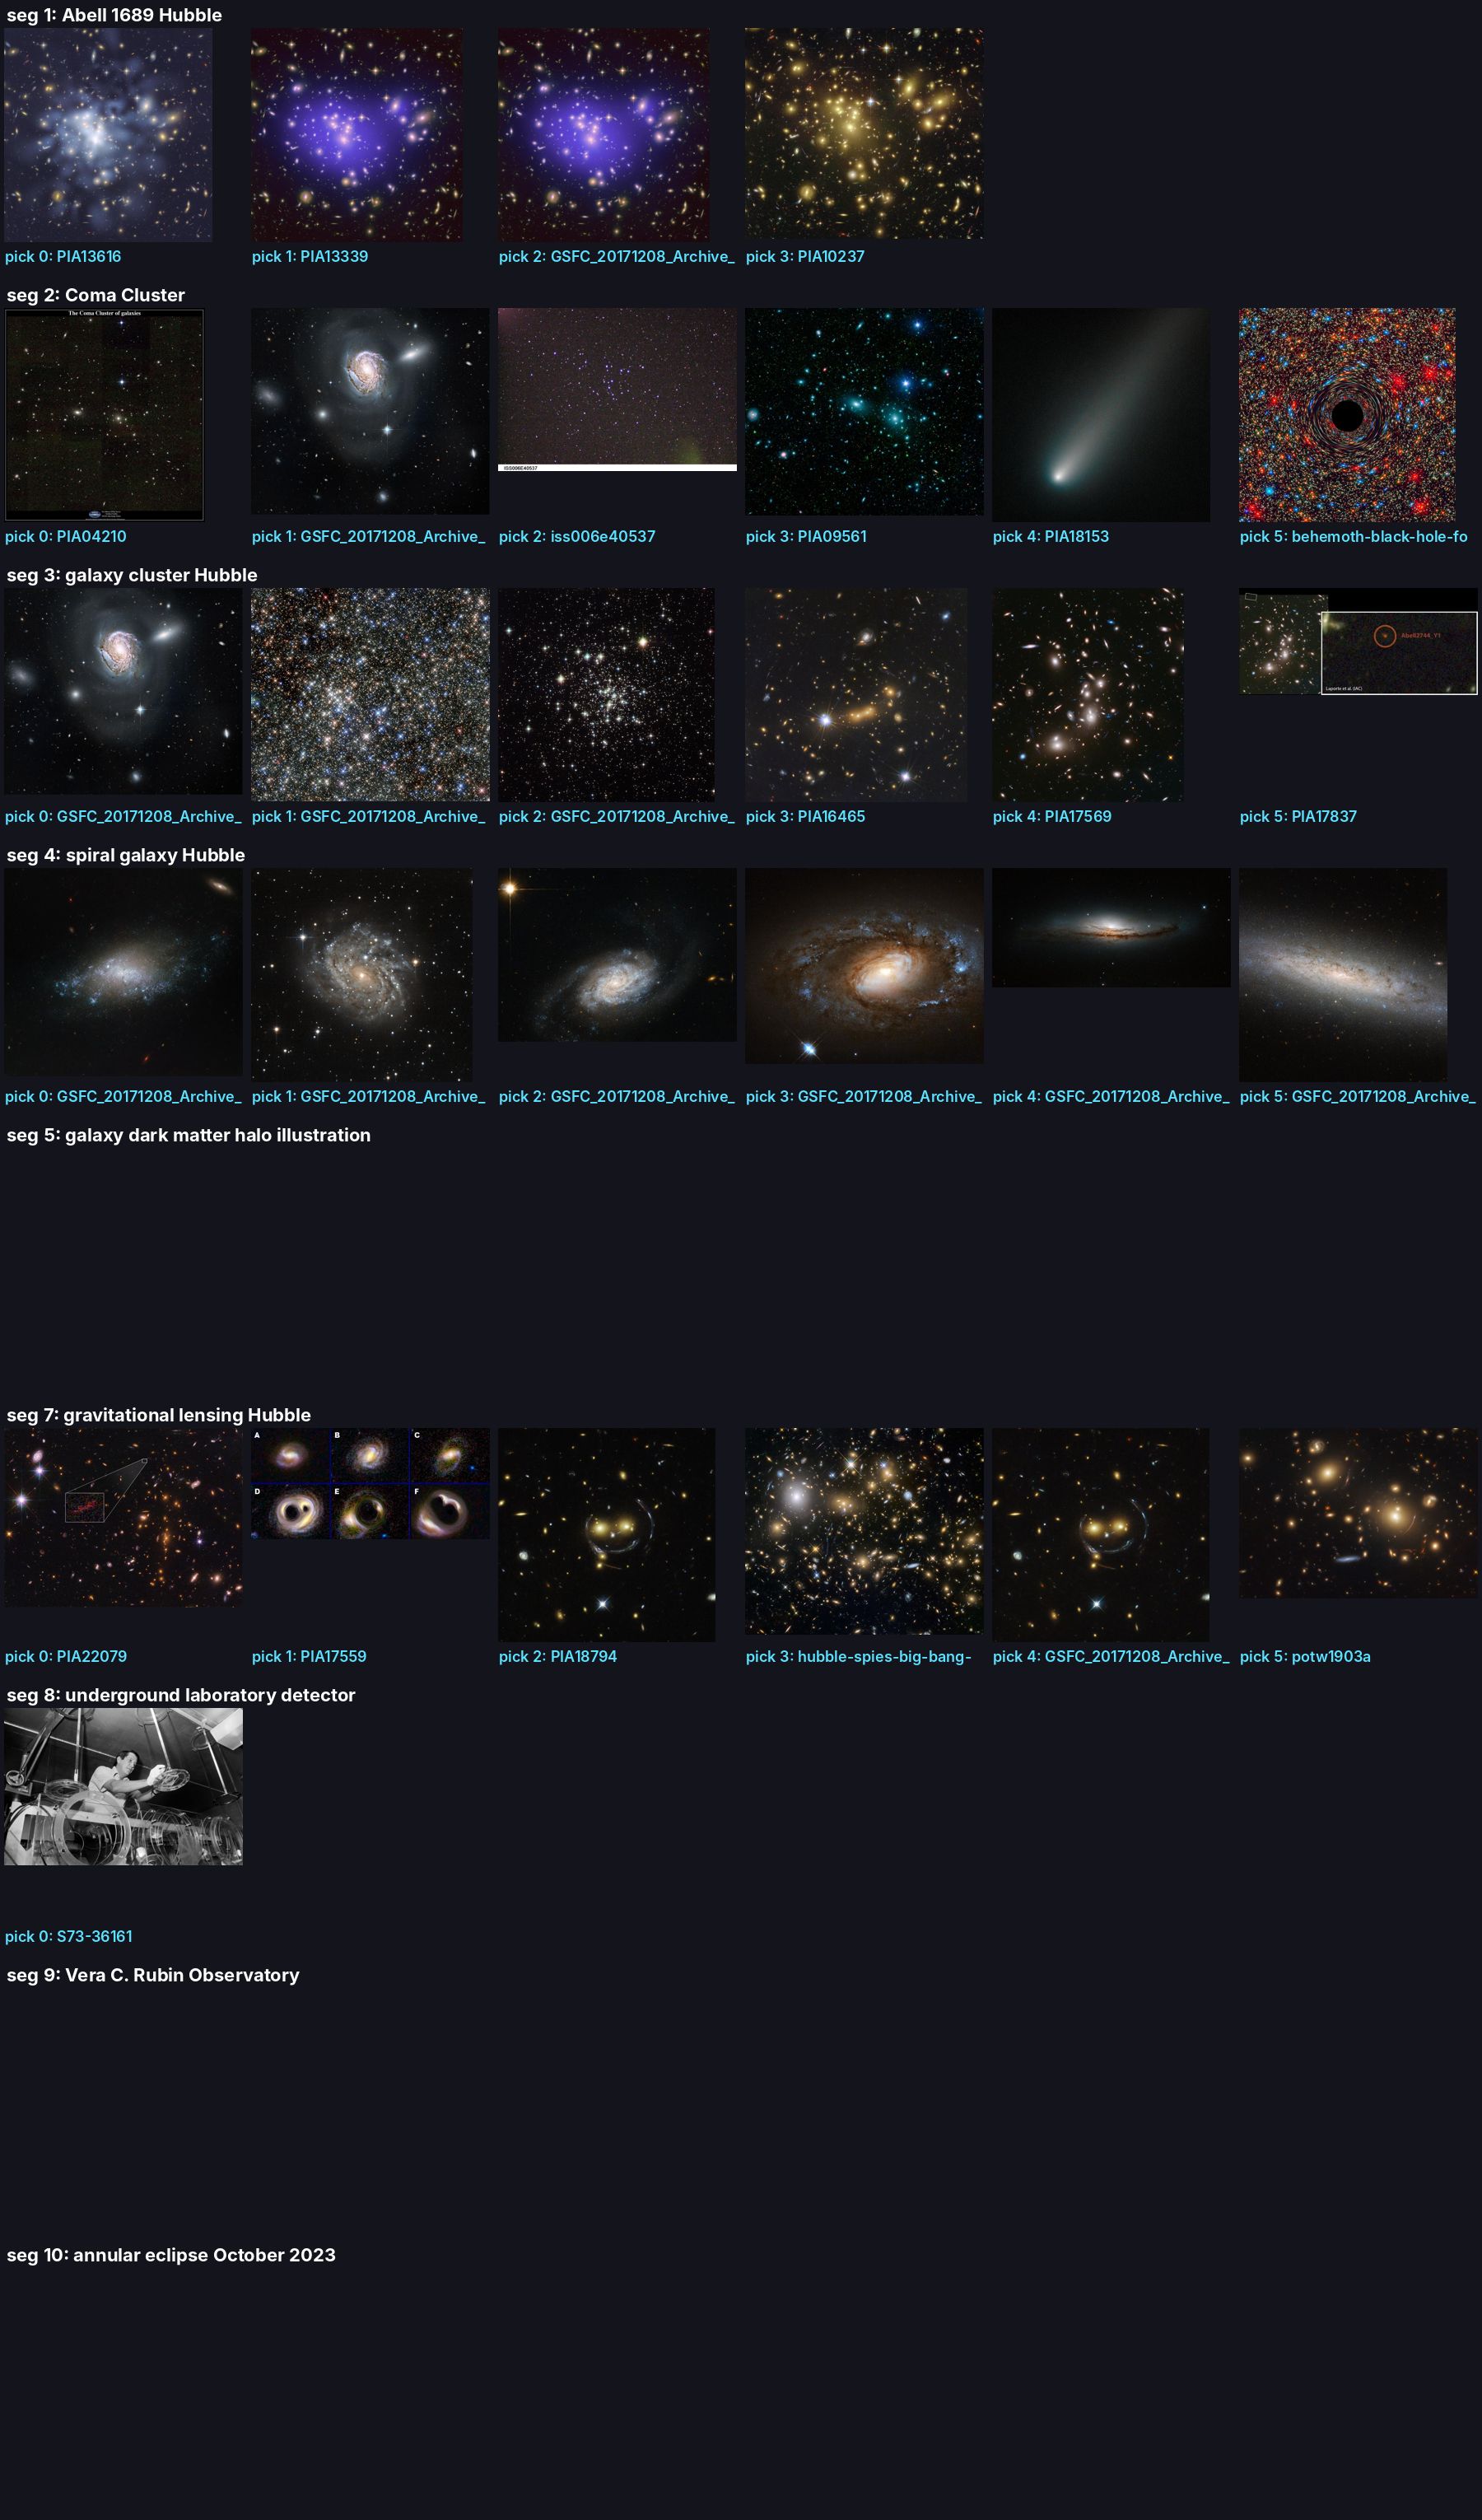 seg 1: Abell 1689 Hubble
pick 0: PIA13616
pick 1: PIA13339
pick 2: GSFC_20171208_Archive_
pick 3: PIA10237
seg 2: Coma Cluster
The Coma Cluster of galaxies
ISS006E40537
pick 0: PIA04210
pick 1: GSFC_20171208_Archive_
pick 2: iss006e40537
pick 3: PIA09561
pick 4: PIA18153
pick 5: behemoth-black-hole-fo
seg 3: galaxy cluster Hubble
Abell2744_Y1
Laporte et al. (IAC)
pick 0: GSFC_20171208_Archive_
pick 1: GSFC_20171208_Archive_
pick 2: GSFC_20171208_Archive_
pick 3: PIA16465
pick 4: PIA17569
pick 5: PIA17837
seg 4: spiral galaxy Hubble
pick 0: GSFC_20171208_Archive_
pick 1: GSFC_20171208_Archive_
pick 2: GSFC_20171208_Archive_
pick 3: GSFC_20171208_Archive_
pick 4: GSFC_20171208_Archive_
pick 5: GSFC_20171208_Archive_
seg 5: galaxy dark matter halo illustration
seg 7: gravitational lensing Hubble
A
B
C
D
E
F
pick 0: PIA22079
pick 1: PIA17559
pick 2: PIA18794
pick 3: hubble-spies-big-bang-
pick 4: GSFC_20171208_Archive_
pick 5: potw1903a
seg 8: underground laboratory detector
pick 0: S73-36161
seg 9: Vera C. Rubin Observatory
seg 10: annular eclipse October 2023